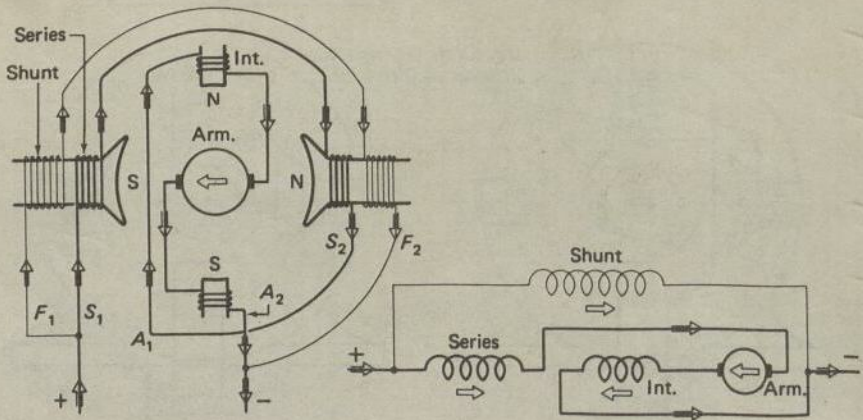 Series
Shunt
Int.
N
Arm.
S
N
S
S₂
F₂
A₂
F₁
S₁
A₁
+
−
Shunt
+
Series
−
Int.
Arm.